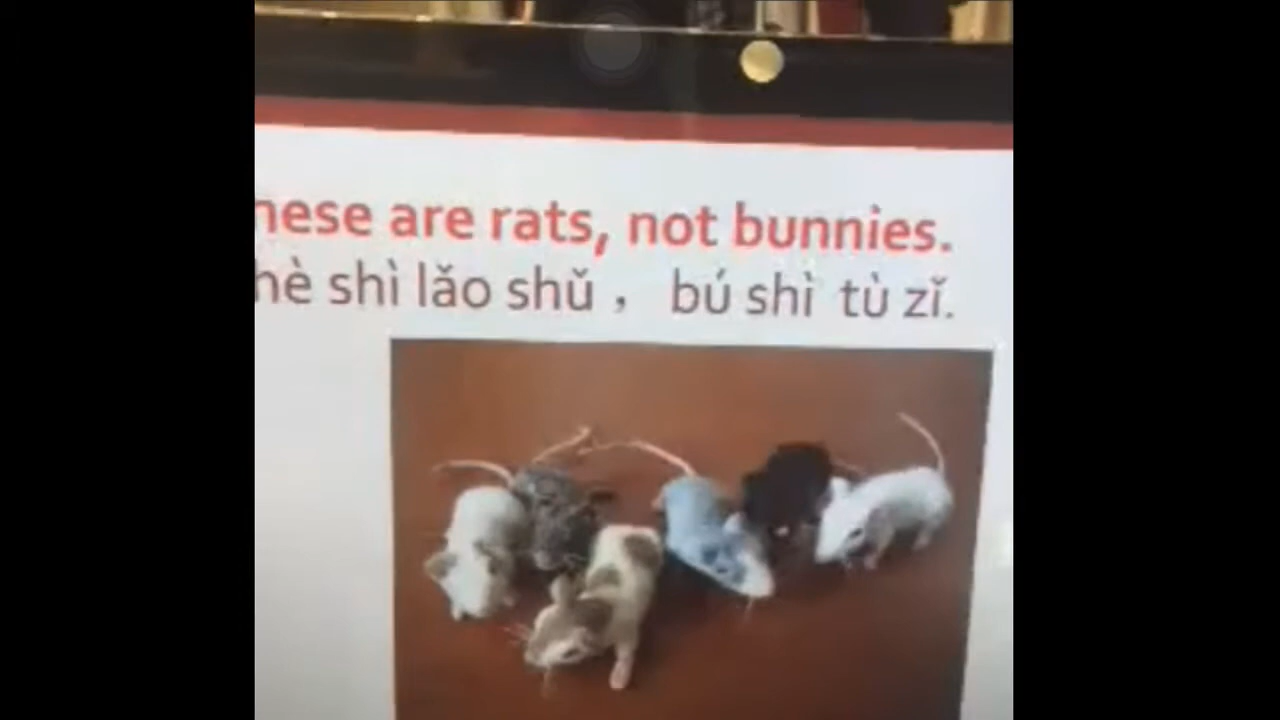 hese are rats, not bunnies.
hè shì lǎo shǔ， bú shì tù zǐ.